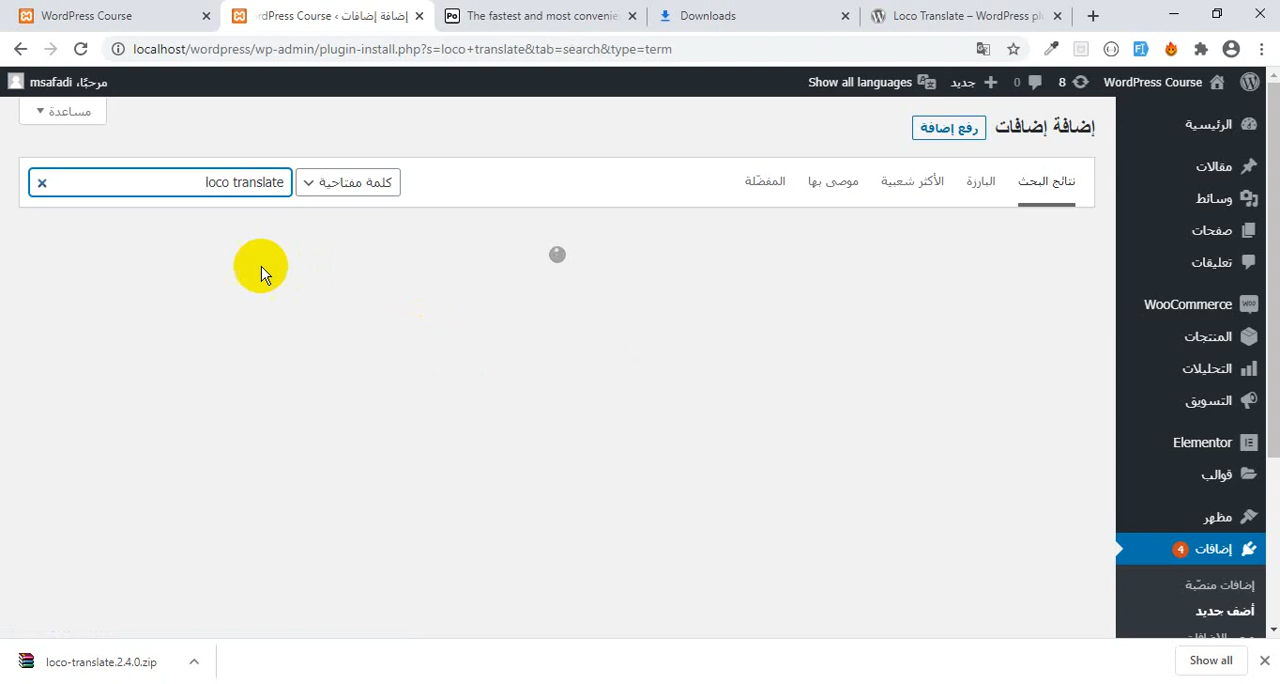 WordPress Course
إضافة إضافات ‹ WordPress Course
The fastest and most convenie
Downloads
Loco Translate – WordPress plu
localhost/wordpress/wp-admin/plugin-install.php?s=loco+translate&tab=search&type=term
WordPress Course
8
0
جديد
Show all languages
مرحبًا، msafadi
مساعدة
إضافة إضافات
رفع إضافة
نتائج البحث
البارزة
الأكثر شعبية
موصى بها
المفضّلة
كلمة مفتاحية
loco translate
الرئيسية
مقالات
وسائط
صفحات
تعليقات
WooCommerce
المنتجات
التحليلات
التسويق
Elementor
قوالب
مظهر
إضافات 4
إضافات منصّبة
أضف جديد
loco-translate.2.4.0.zip
Show all